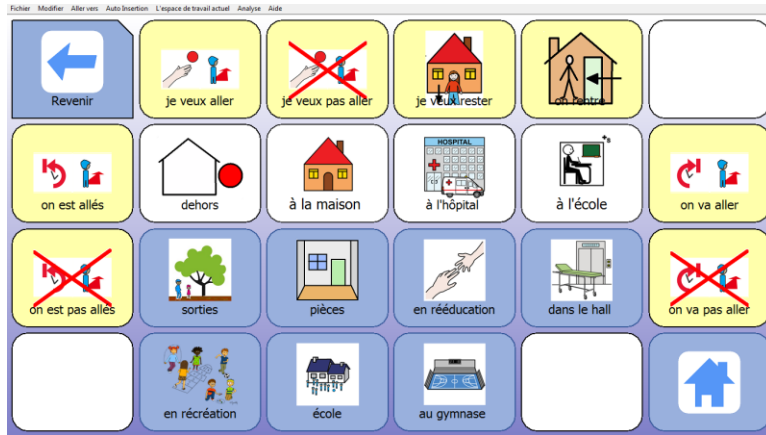 Fichier Modifier Aller vers Auto Insertion L'espace de travail actuel Analyse Aide
Revenir
je veux aller
je veux pas aller
je veux rester
on rentre
on est allés
dehors
à la maison
HOSPITAL
à l'hôpital
+s
à l'école
on va aller
on est pas allés
sorties
pièces
en rééducation
dans le hall
on va pas aller
en récréation
école
au gymnase